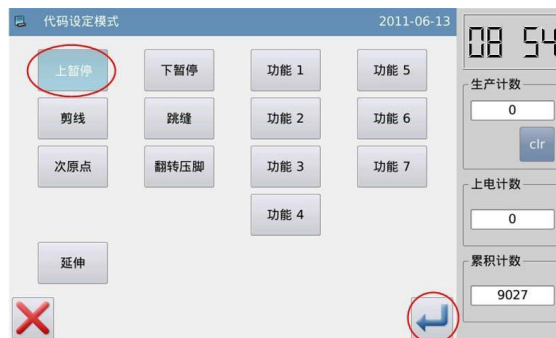 代码设定模式 2011-06-13
08 54
上暂停 下暂停 功能 1 功能 5
生产计数
剪线 跳缝 功能 2 功能 6
0
clr
次原点 翻转压脚 功能 3 功能 7
上电计数
功能 4
0
延伸
累积计数
9027